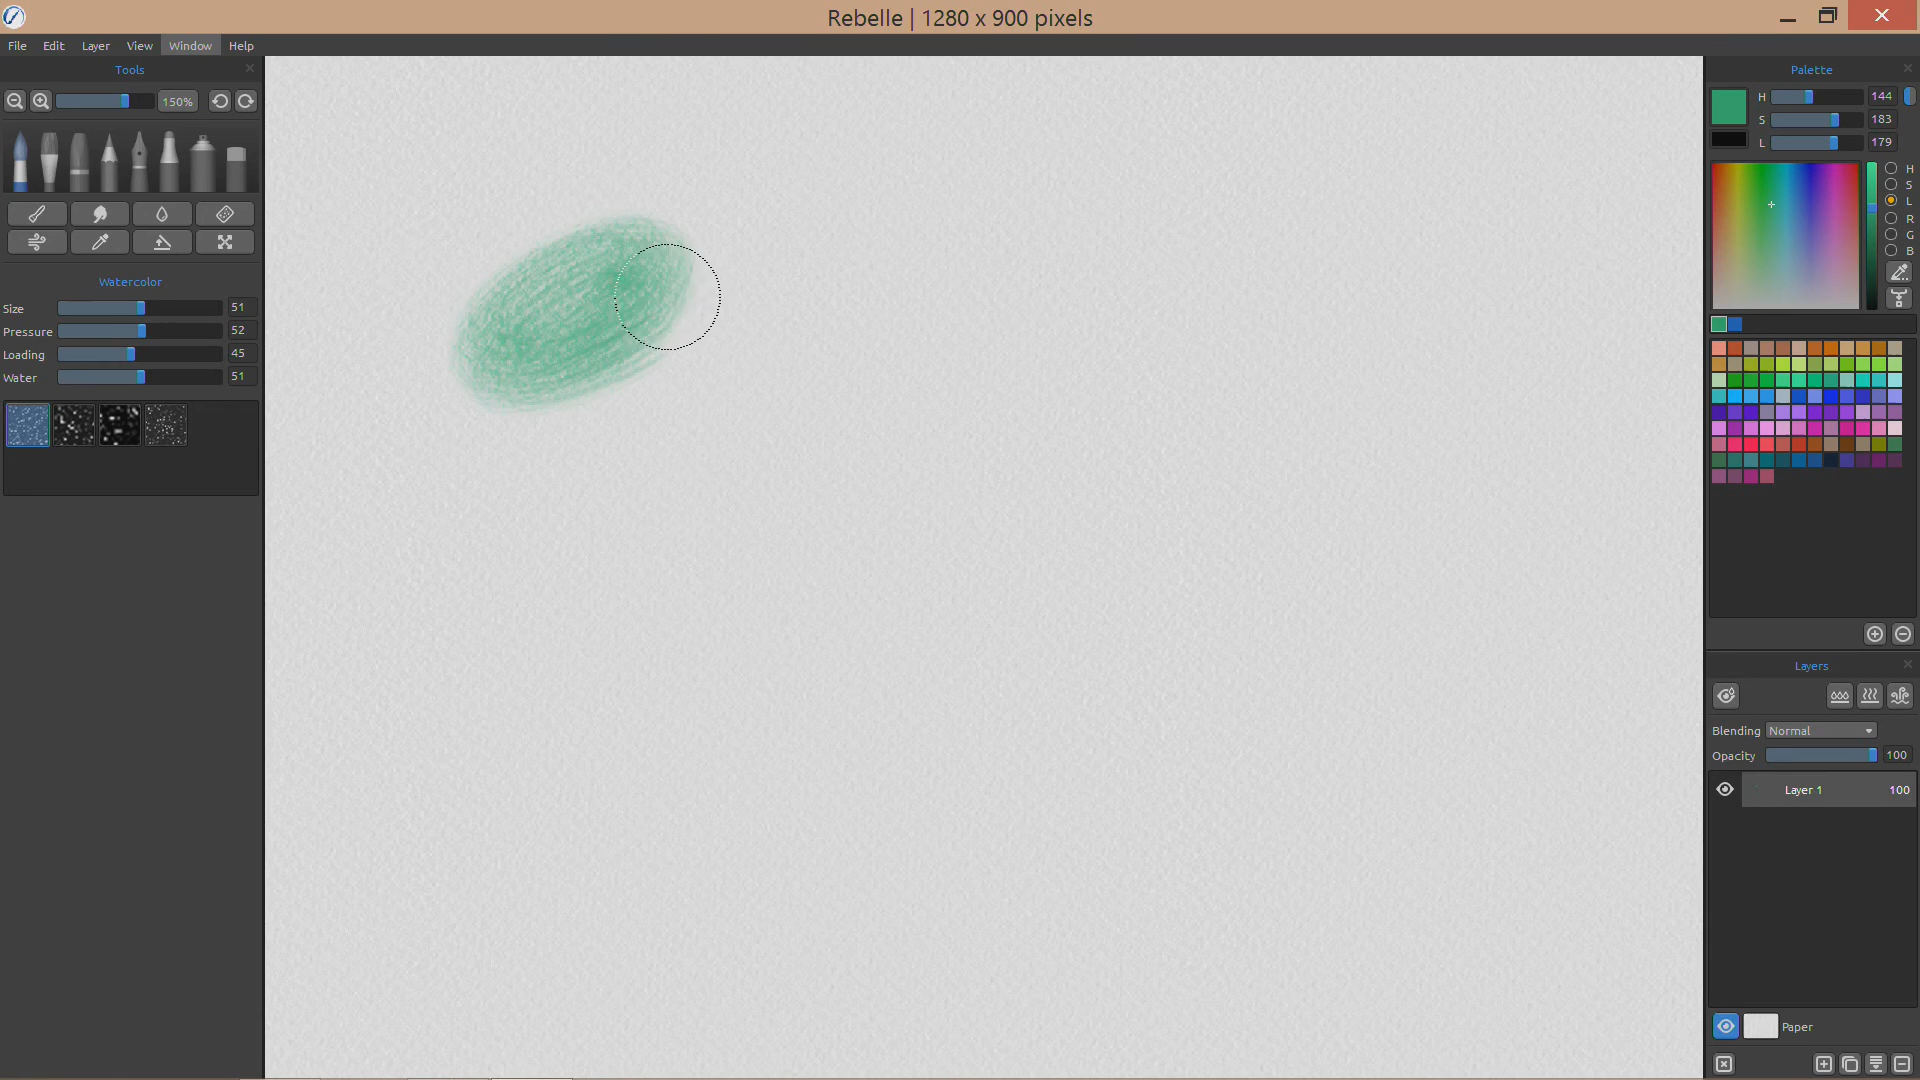 Rebelle | 1280 x 900 pixels
File Edit Layer View Window Help
Tools
150%
Watercolor
Size 51
Pressure 52
Loading 45
Water 51
Palette
H 144
S 183
L 179
H
S
L
R
G
B
Layers
Blending Normal
Opacity 100
Layer 1 100
Paper